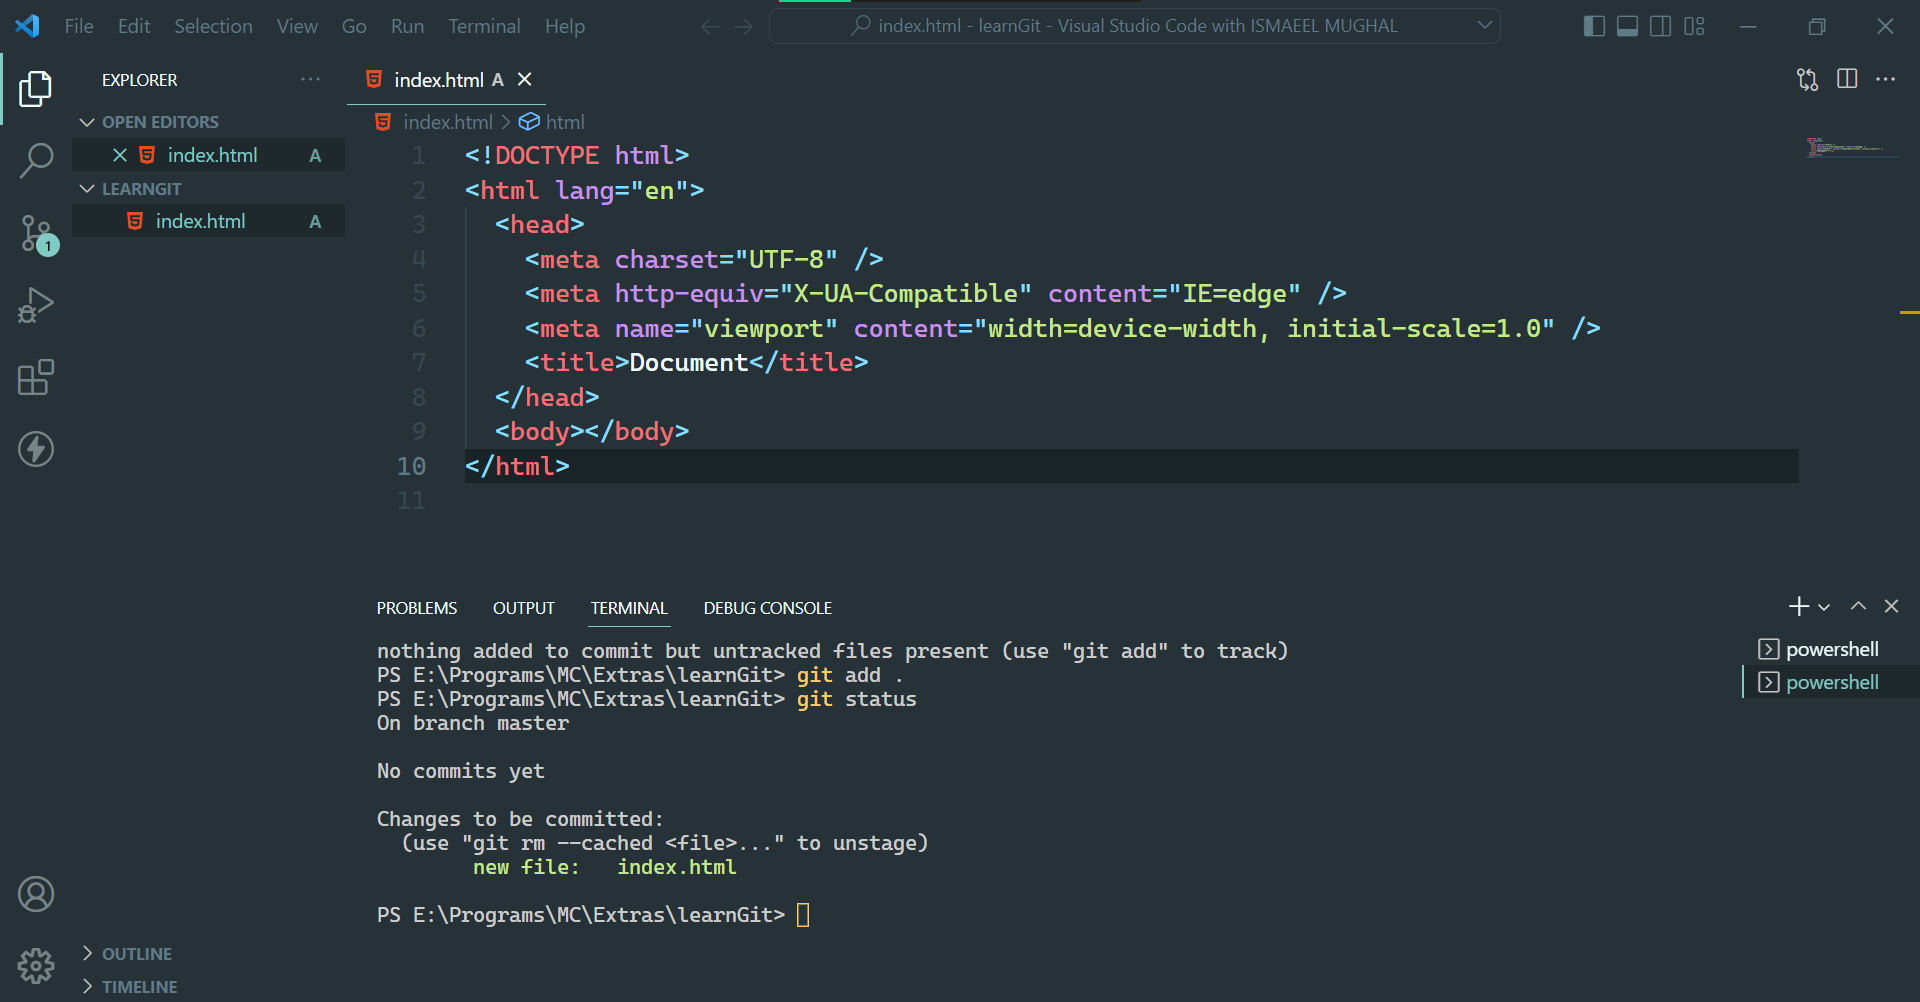 File Edit Selection View Go Run Terminal Help
index.html - learnGit - Visual Studio Code with ISMAEEL MUGHAL
EXPLORER
OPEN EDITORS
index.html A
LEARNGIT
index.html A
1
OUTLINE
TIMELINE
index.html A
index.html > html
1 <!DOCTYPE html>
2 <html lang="en">
3 <head>
4 <meta charset="UTF-8" />
5 <meta http-equiv="X-UA-Compatible" content="IE=edge" />
6 <meta name="viewport" content="width=device-width, initial-scale=1.0" />
7 <title>Document</title>
8 </head>
9 <body></body>
10 </html>
11
PROBLEMS OUTPUT TERMINAL DEBUG CONSOLE
nothing added to commit but untracked files present (use "git add" to track)
PS E:\Programs\MC\Extras\learnGit> git add .
PS E:\Programs\MC\Extras\learnGit> git status
On branch master
No commits yet
Changes to be committed:
(use "git rm --cached <file>..." to unstage)
new file: index.html
PS E:\Programs\MC\Extras\learnGit>
powershell
powershell